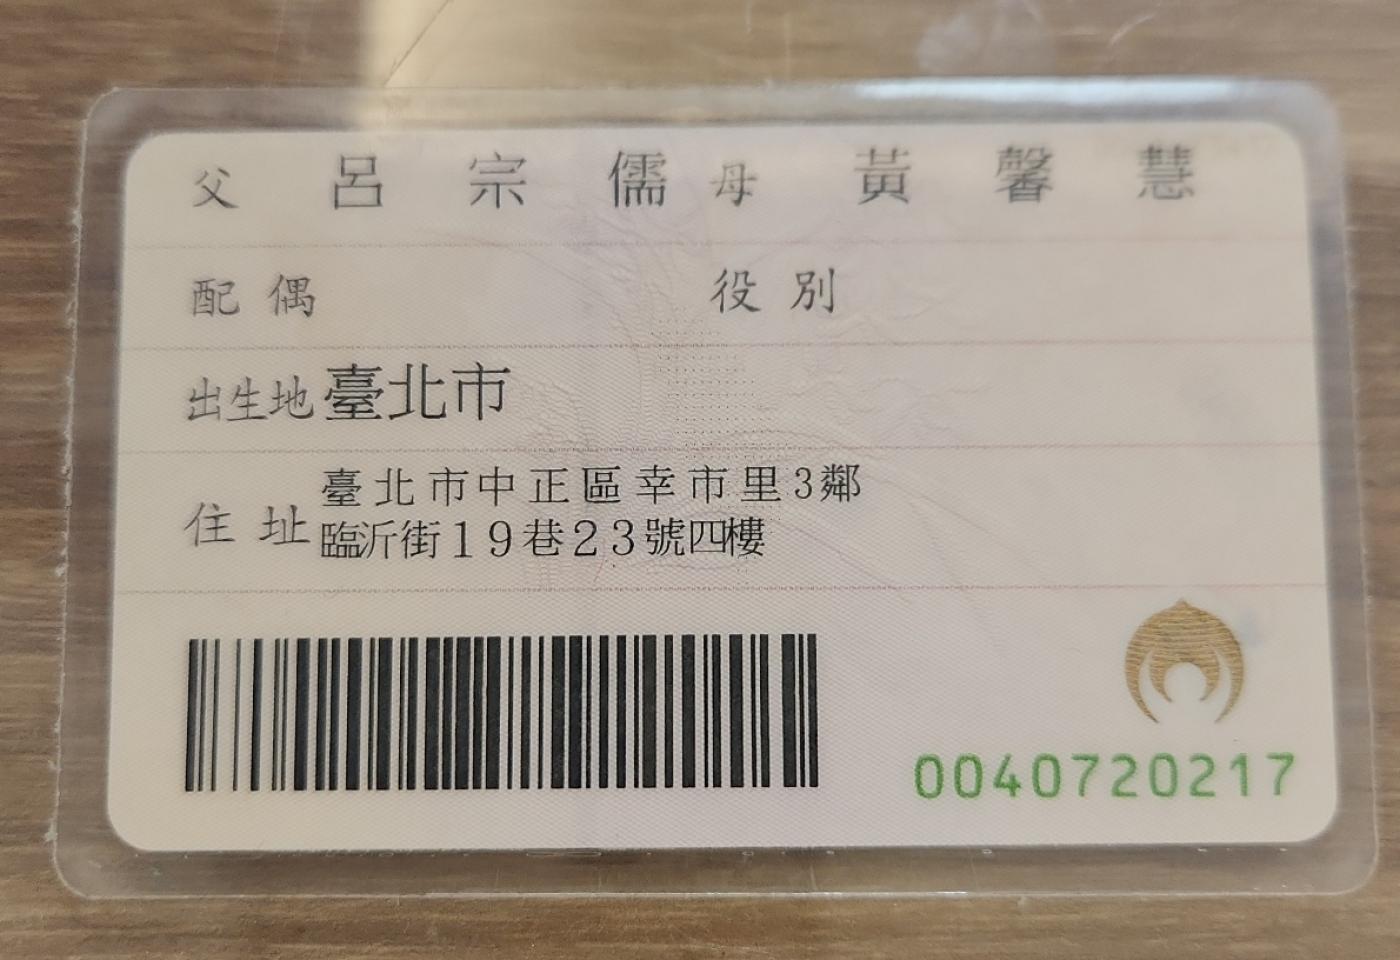 父 呂宗儒 母 黃馨慧
配偶 役別
出生地 臺北市
住址 臺北市中正區幸市里3鄰
臨沂街19巷23號四樓
0040720217